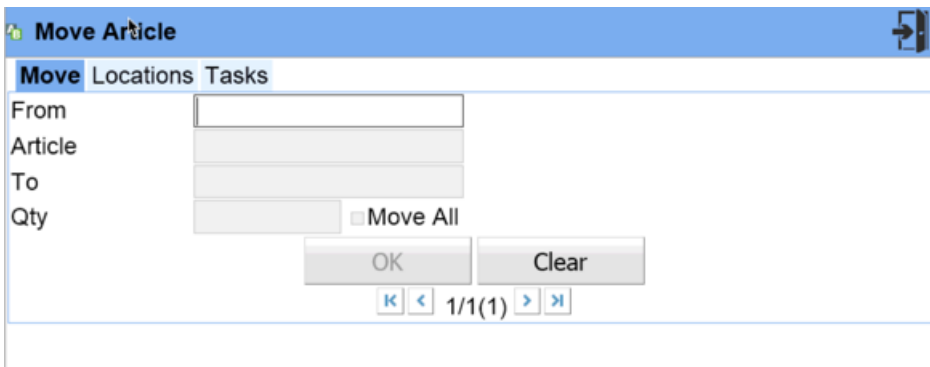 Move Article
Move Locations Tasks
From
Article
To
Qty Move All
OK Clear
1/1(1)